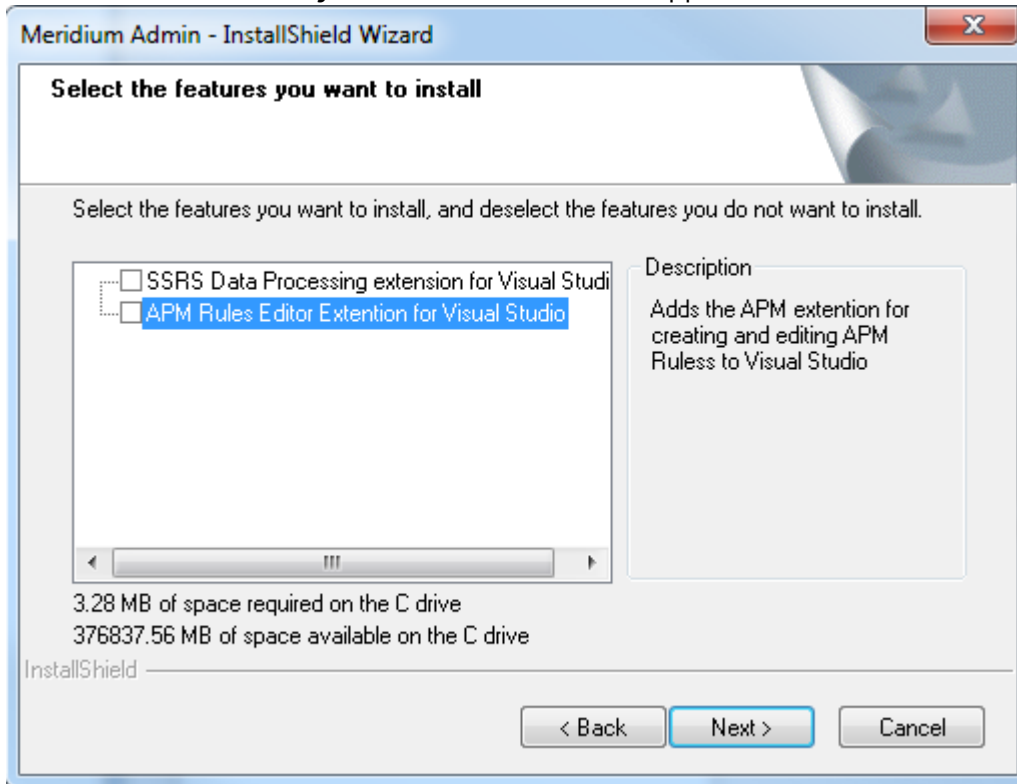 Meridium Admin - InstallShield Wizard
Select the features you want to install
Select the features you want to install, and deselect the features you do not want to install.
SSRS Data Processing extension for Visual Studi
APM Rules Editor Extention for Visual Studio
Description
Adds the APM extention for
creating and editing APM
Ruless to Visual Studio
3.28 MB of space required on the C drive
376837.56 MB of space available on the C drive
InstallShield
< Back
Next >
Cancel